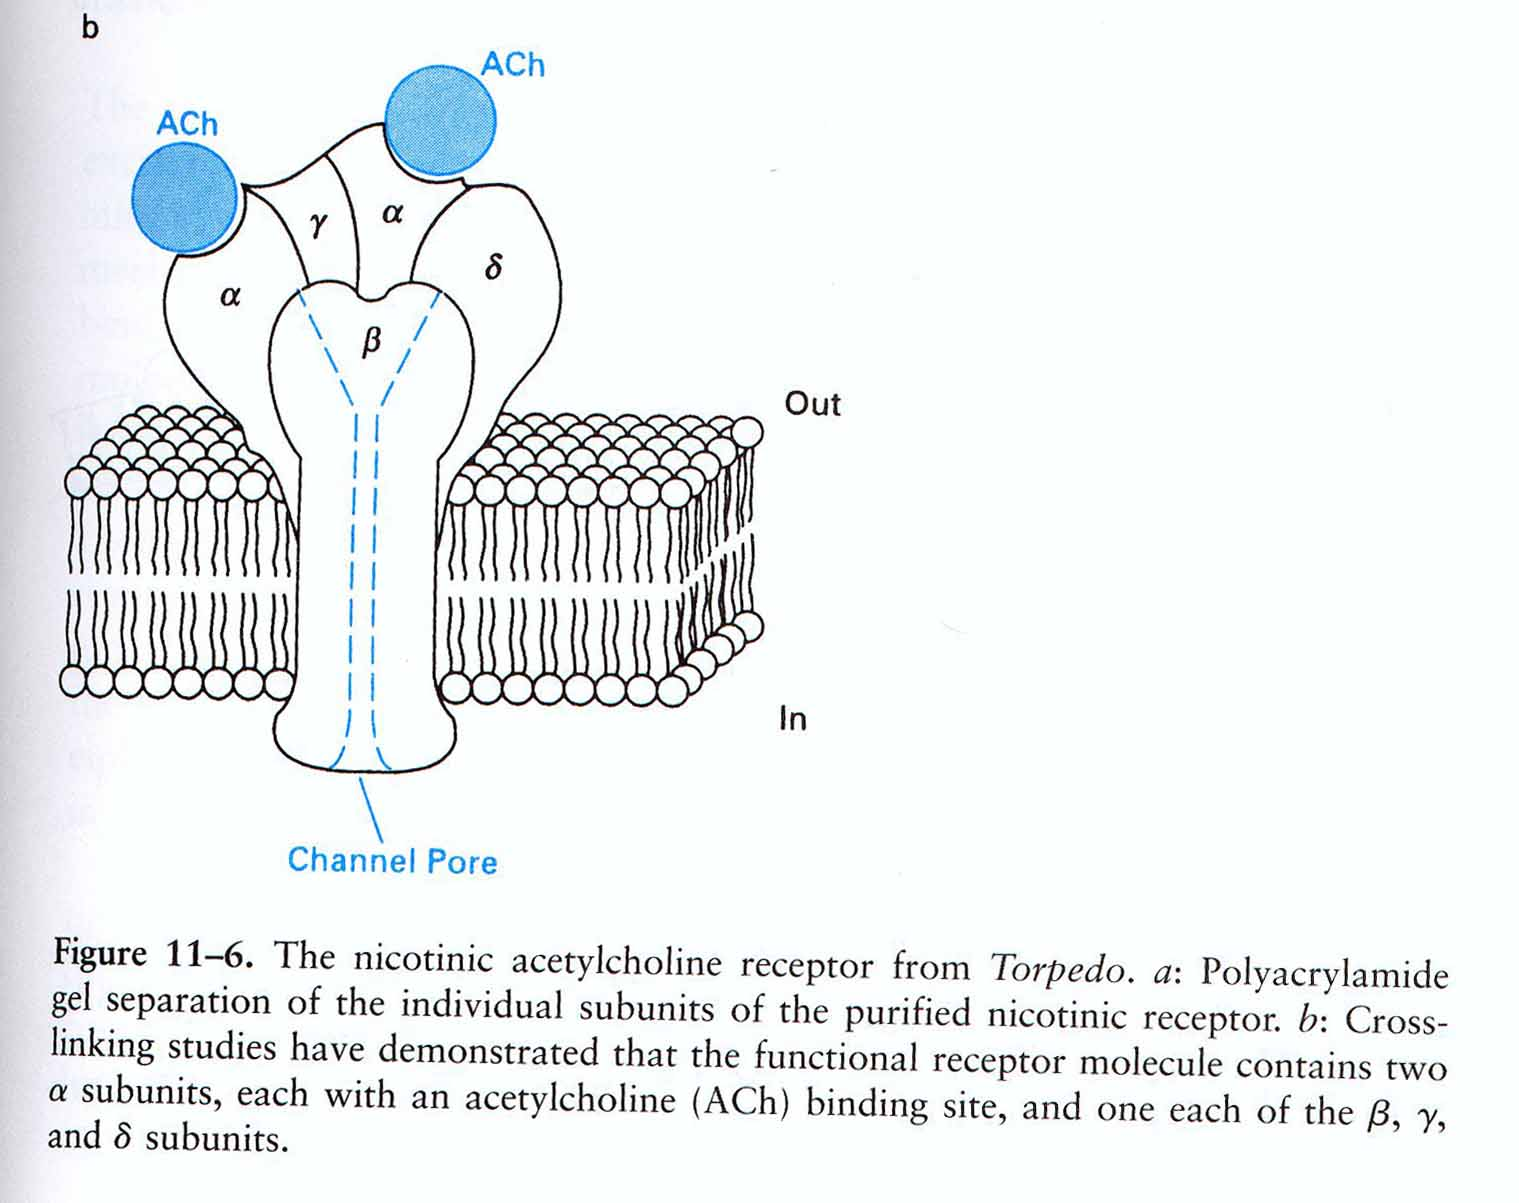 b
ACh
ACh
γ
α
δ
α
β
Out
In
Channel Pore
Figure 11–6. The nicotinic acetylcholine receptor from Torpedo. a: Polyacrylamide
gel separation of the individual subunits of the purified nicotinic receptor. b: Cross-
linking studies have demonstrated that the functional receptor molecule contains two
α subunits, each with an acetylcholine (ACh) binding site, and one each of the β, γ,
and δ subunits.